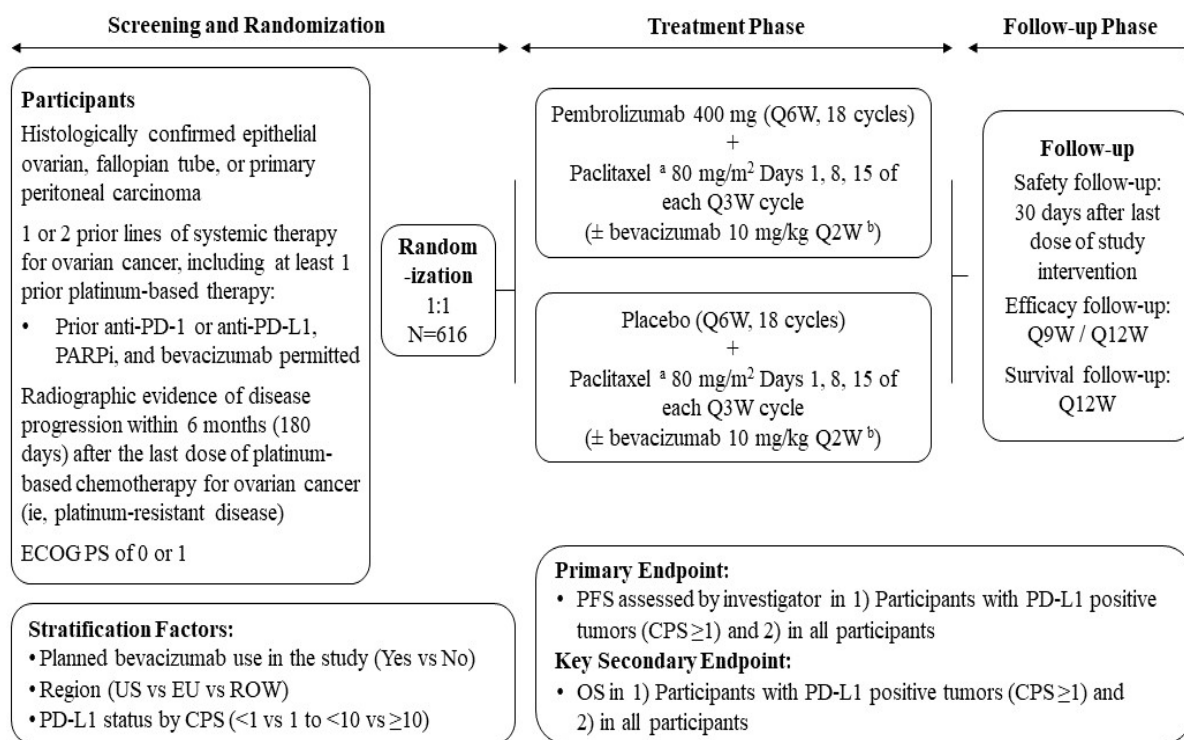 Screening and Randomization
Treatment Phase
Follow-up Phase
Participants
Histologically confirmed epithelial
ovarian, fallopian tube, or primary
peritoneal carcinoma
1 or 2 prior lines of systemic therapy
for ovarian cancer, including at least 1
prior platinum-based therapy:
• Prior anti-PD-1 or anti-PD-L1,
PARPi, and bevacizumab permitted
Radiographic evidence of disease
progression within 6 months (180
days) after the last dose of platinum-
based chemotherapy for ovarian cancer
(ie, platinum-resistant disease)
ECOG PS of 0 or 1
Random
-ization
1:1
N=616
Pembrolizumab 400 mg (Q6W, 18 cycles)
+
Paclitaxel ᵃ 80 mg/m² Days 1, 8, 15 of
each Q3W cycle
(± bevacizumab 10 mg/kg Q2W ᵇ)
Placebo (Q6W, 18 cycles)
+
Paclitaxel ᵃ 80 mg/m² Days 1, 8, 15 of
each Q3W cycle
(± bevacizumab 10 mg/kg Q2W ᵇ)
Follow-up
Safety follow-up:
30 days after last
dose of study
intervention
Efficacy follow-up:
Q9W / Q12W
Survival follow-up:
Q12W
Stratification Factors:
• Planned bevacizumab use in the study (Yes vs No)
• Region (US vs EU vs ROW)
• PD-L1 status by CPS (<1 vs 1 to <10 vs ≥10)
Primary Endpoint:
• PFS assessed by investigator in 1) Participants with PD-L1 positive
tumors (CPS ≥1) and 2) in all participants
Key Secondary Endpoint:
• OS in 1) Participants with PD-L1 positive tumors (CPS ≥1) and
2) in all participants